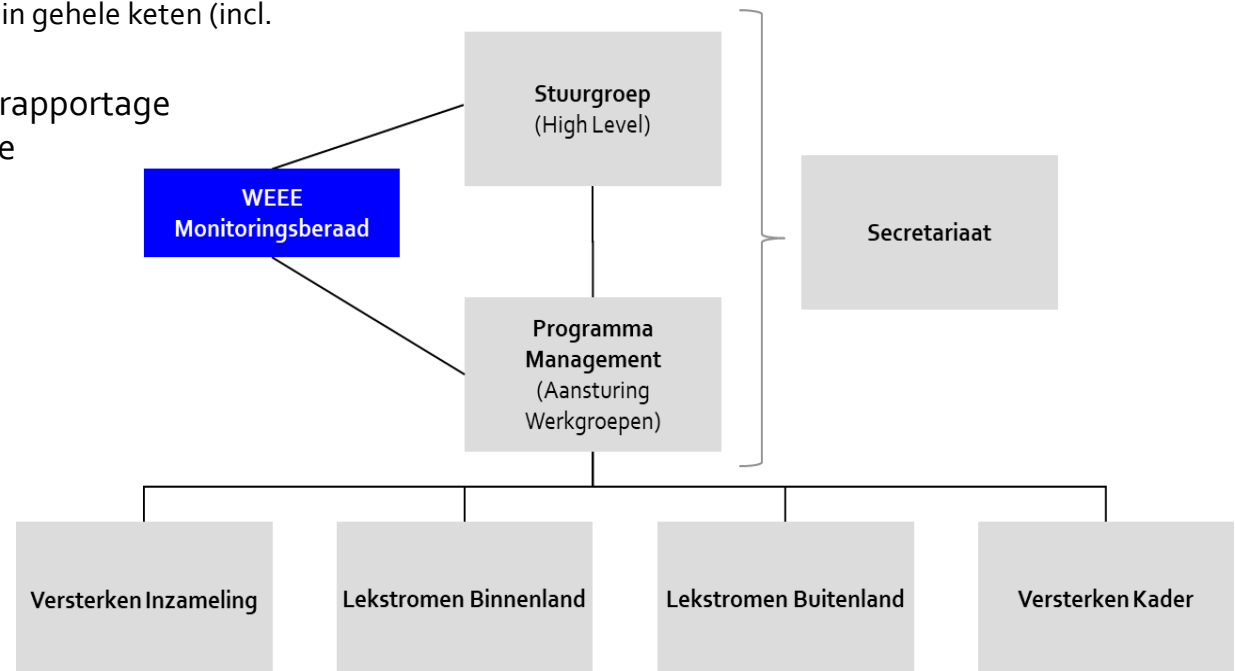 in gehele keten (incl.
rapportage
e
Stuurgroep
(High Level)
WEEE
Monitoringsberaad
Secretariaat
Programma
Management
(Aansturing
Werkgroepen)
Versterken Inzameling
Lekstromen Binnenland
Lekstromen Buitenland
Versterken Kader